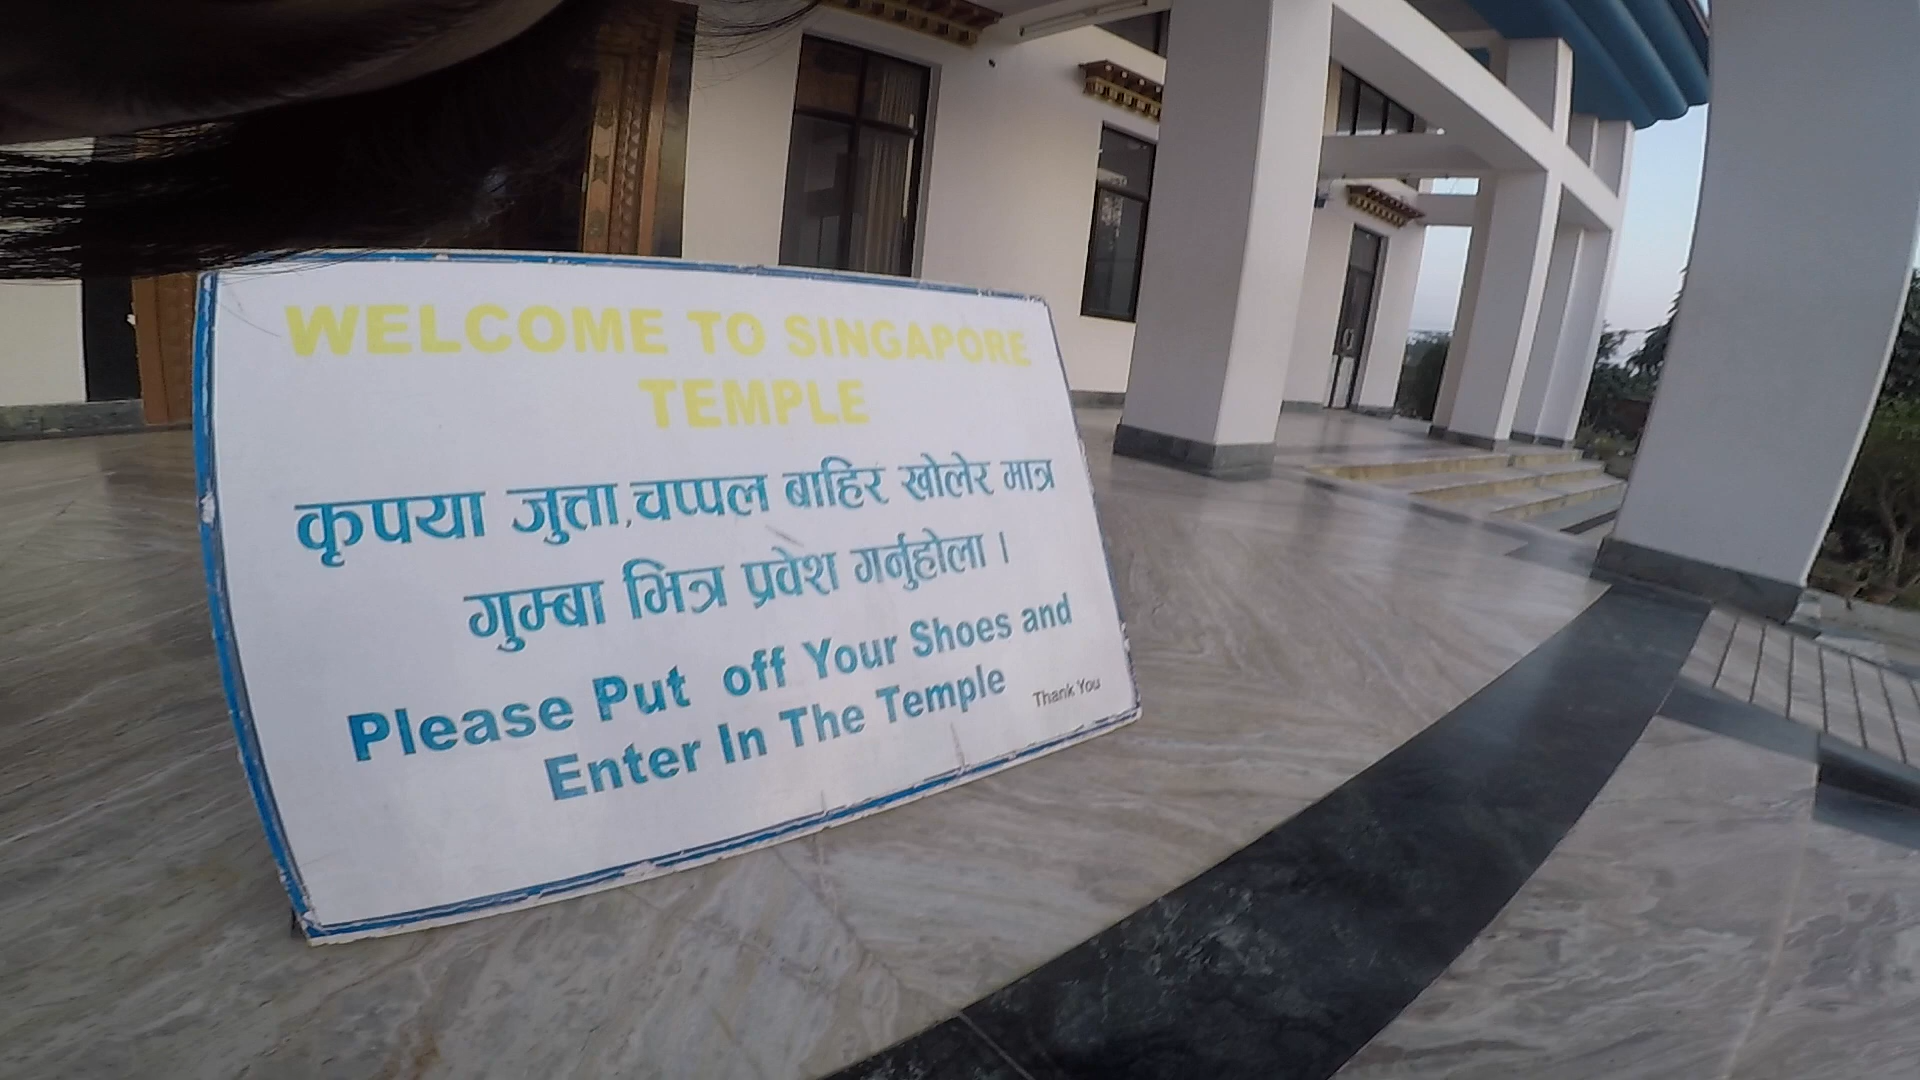 WELCOME TO SINGAPORE
TEMPLE
कृपया जुत्ता,चप्पल बाहिर खोलेर मात्र
गुम्बा भित्र प्रवेश गर्नुहोला ।
Please Put off Your Shoes and
Enter In The Temple
Thank You